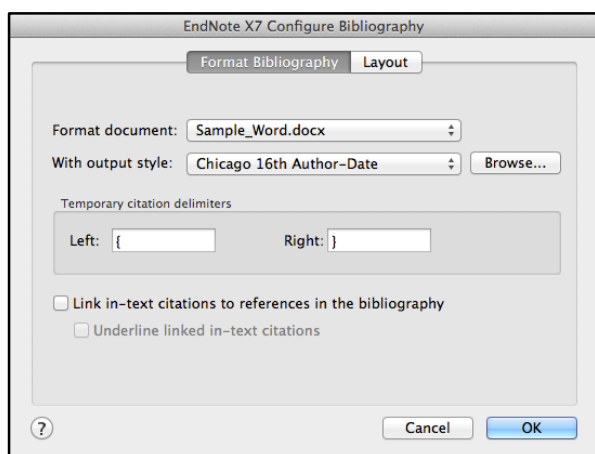 EndNote X7 Configure Bibliography
Format Bibliography Layout
Format document: Sample_Word.docx
With output style: Chicago 16th Author-Date Browse...
Temporary citation delimiters
Left: { Right: }
Link in-text citations to references in the bibliography
Underline linked in-text citations
? Cancel OK